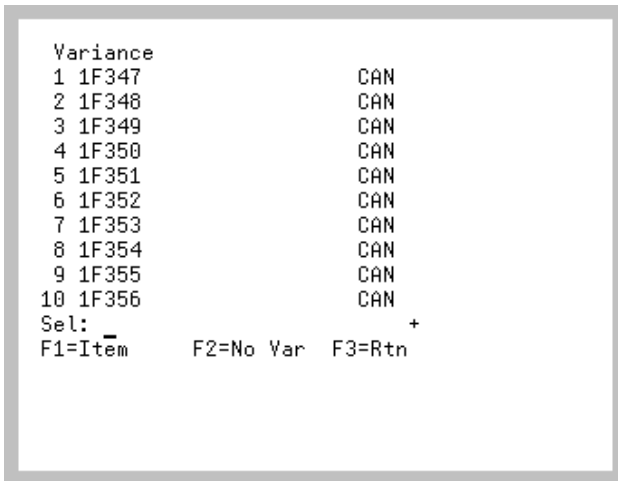 Variance
1 1F347 CAN
2 1F348 CAN
3 1F349 CAN
4 1F350 CAN
5 1F351 CAN
6 1F352 CAN
7 1F353 CAN
8 1F354 CAN
9 1F355 CAN
10 1F356 CAN
Sel: _ +
F1=Item F2=No Var F3=Rtn